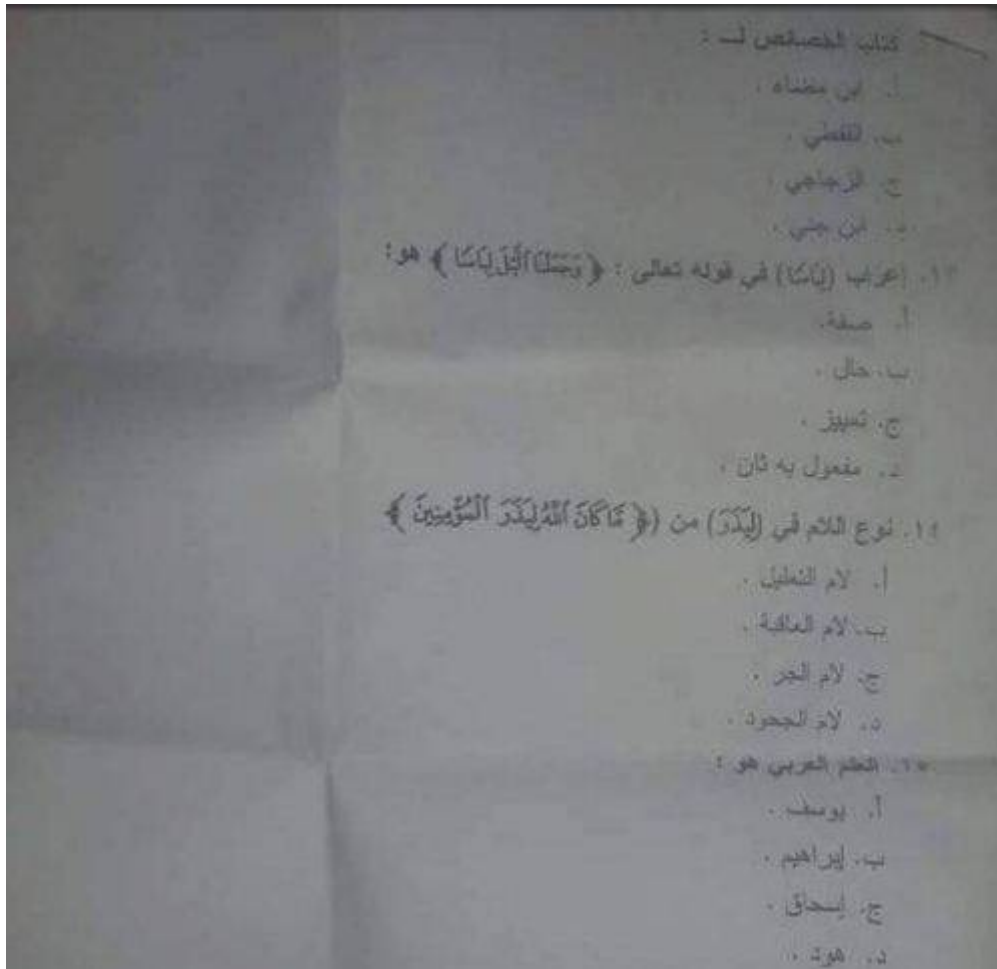 كتاب الخصائص لـ :
أ. ابن مضاء .
ب. القفطي .
ج. الزجاجي .
د. ابن جني .
١٣. إعراب (لِبَاسًا) في قوله تعالى : ﴿ وَجَعَلْنَا ٱلَّيْلَ لِبَاسًا ﴾ هو:
أ. صفة.
ب. حال .
ج. تمييز .
د. مفعول به ثان .
١٤. نوع اللام في (لِيَذَرَ) من (﴿ مَّا كَانَ ٱللَّهُ لِيَذَرَ ٱلْمُؤْمِنِينَ ﴾
أ. لام التعليل .
ب. لام العاقبة .
ج. لام الجر .
د. لام الجحود .
١٥. العلم العربي هو :
أ. يوسف .
ب. إبراهيم .
ج. إسحاق .
د. هود .